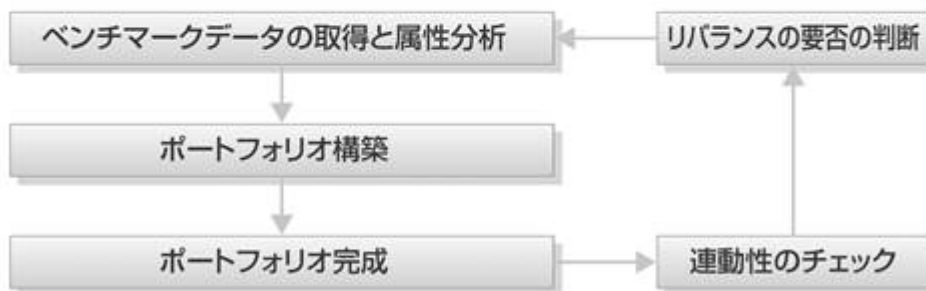 ベンチマークデータの取得と属性分析
リバランスの要否の判断
ポートフォリオ構築
ポートフォリオ完成
連動性のチェック